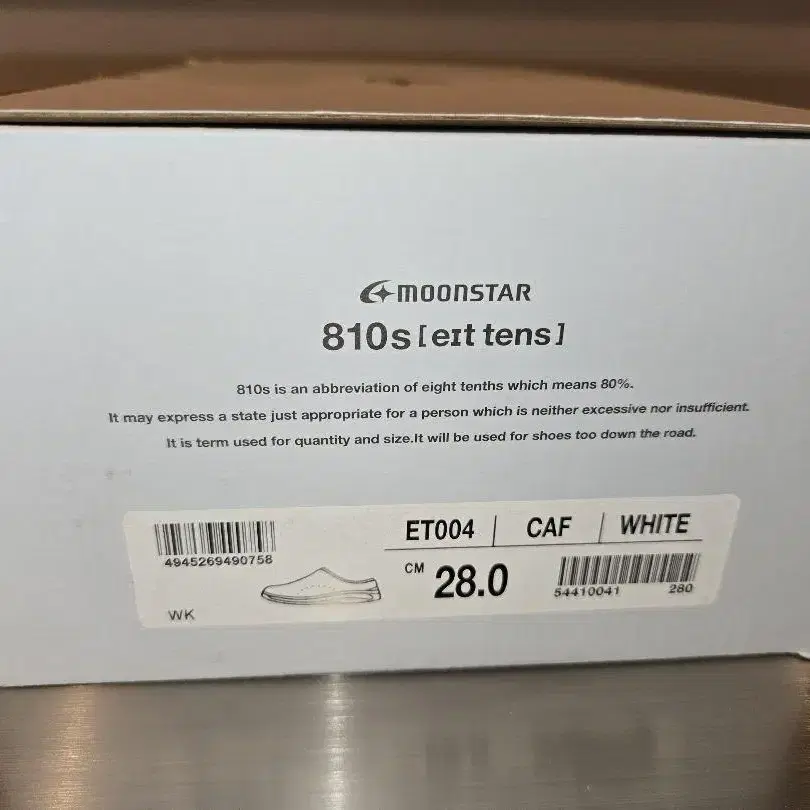 MOONSTAR
810s [eɪt tens]
810s is an abbreviation of eight tenths which means 80%.
It may express a state just appropriate for a person which is neither excessive nor insufficient.
It is term used for quantity and size.It will be used for shoes too down the road.
ET004 | CAF | WHITE
4945269490758
CM 28.0
54410041 280
WK